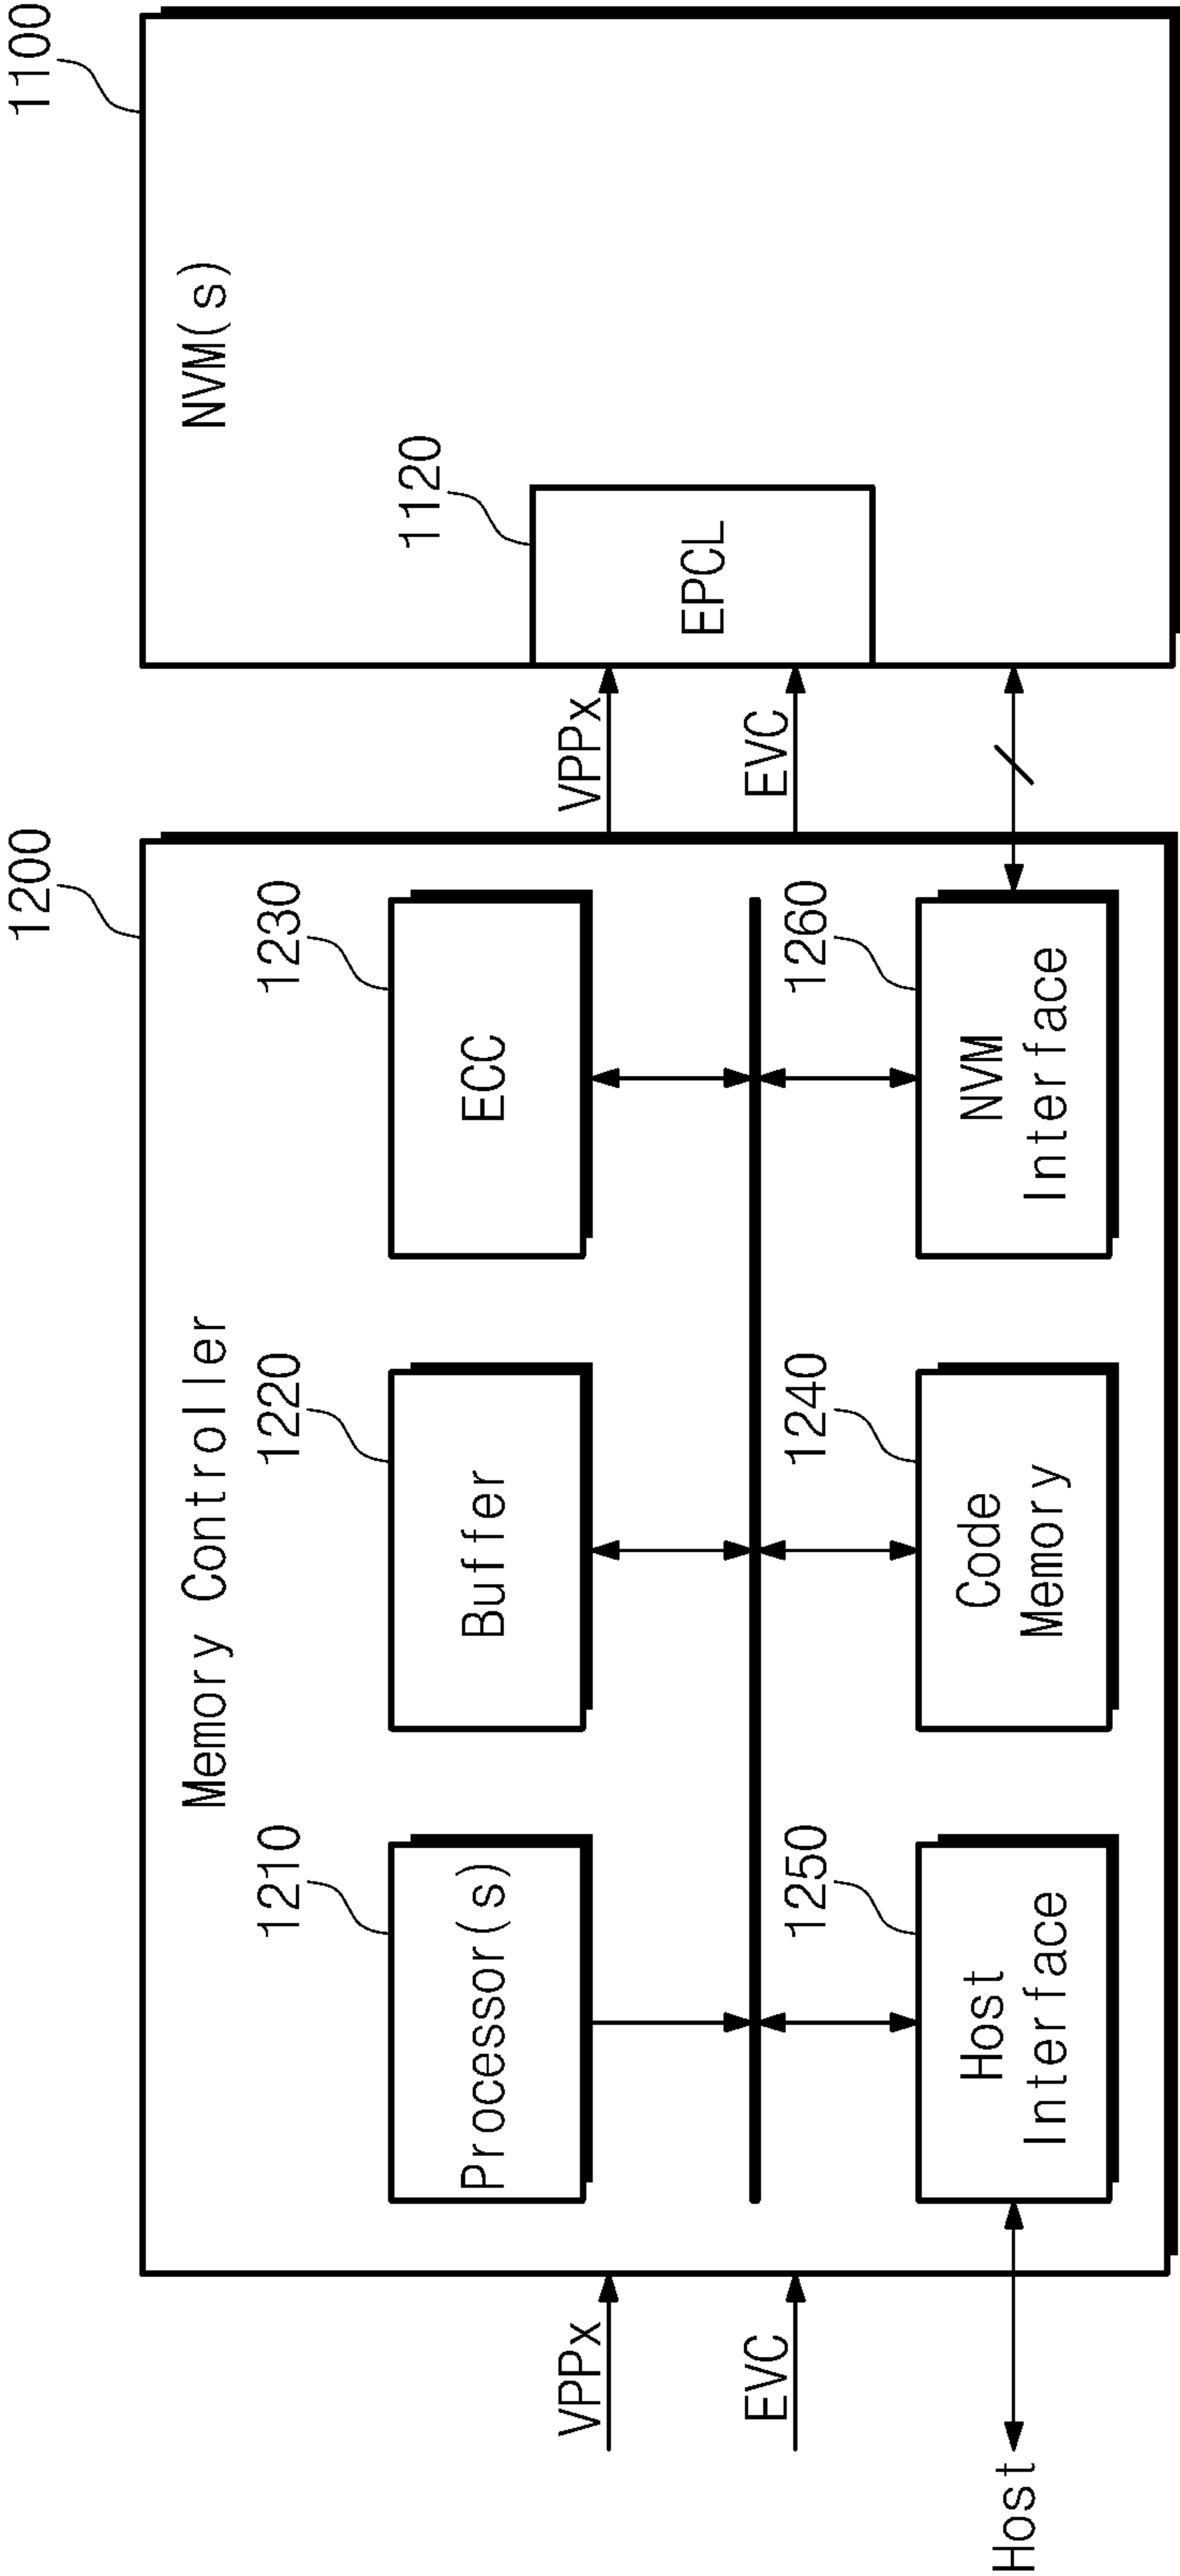 1200
1100
Memory Controller
NVM(s)
1210
1220
1230
Processor(s)
Buffer
ECC
1120
VPPx
VPPx
EPCL
EVC
EVC
1250
1240
1260
Host
Interface
Code
Memory
NVM
Interface
Host